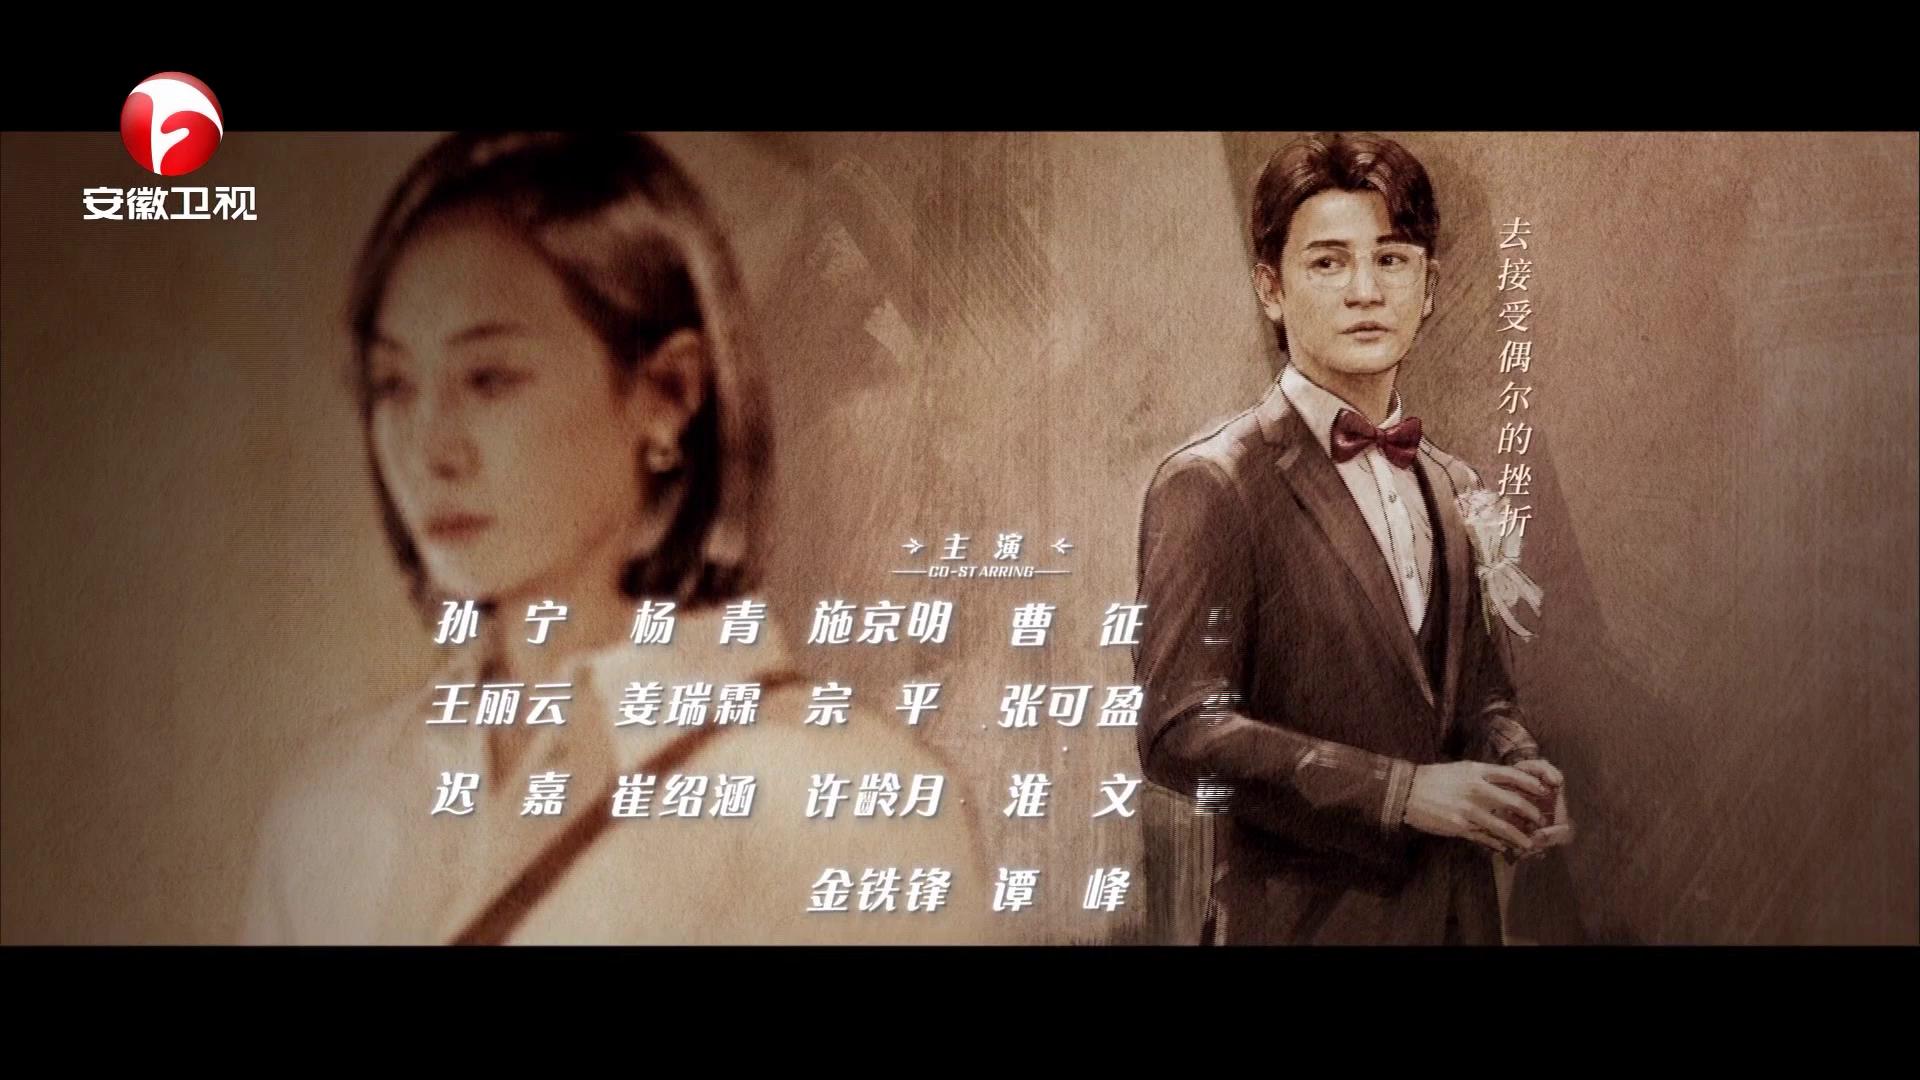 安徽卫视
去接受偶尔的挫折
主 演
CO-STARRING
孙 宁 杨 青 施京明 曹 征
王丽云 姜瑞霖 宗 平 张可盈
迟 嘉 崔绍涵 许龄月 淮 文
金铁锋 谭 峰